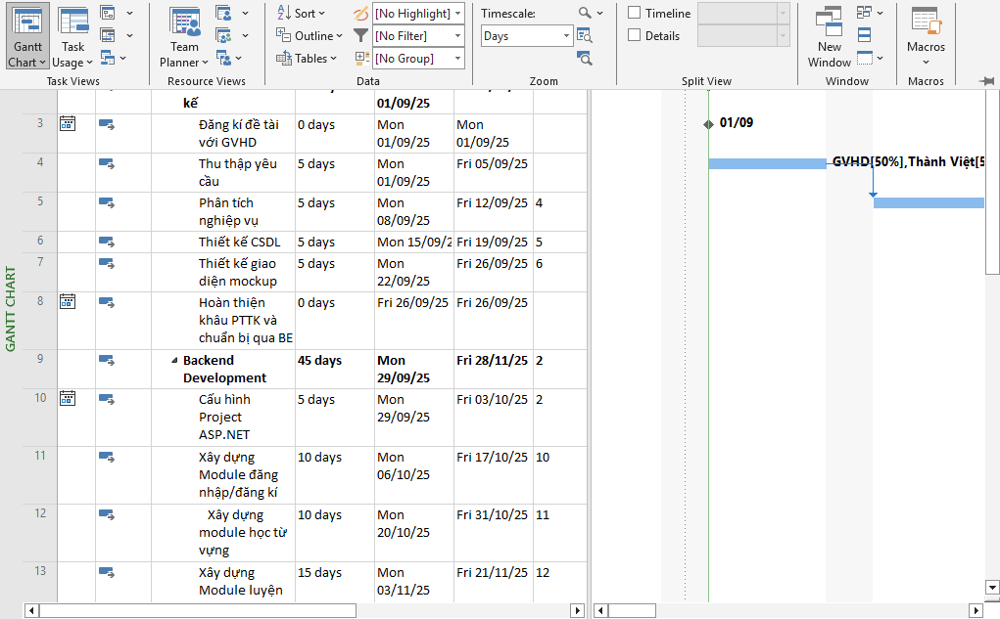 Gantt
Chart
Task
Usage
Task Views
Team
Planner
Resource Views
Sort
Outline
Tables
[No Highlight]
[No Filter]
[No Group]
Data
Timescale:
Days
Zoom
Timeline
Details
Split View
New
Window
Window
Macros
Macros
GANTT CHART
kế 01/09/25
3 Đăng kí đề tài với GVHD 0 days Mon 01/09/25 Mon 01/09/25
4 Thu thập yêu cầu 5 days Mon 01/09/25 Fri 05/09/25
5 Phân tích nghiệp vụ 5 days Mon 08/09/25 Fri 12/09/25 4
6 Thiết kế CSDL 5 days Mon 15/09/2 Fri 19/09/25 5
7 Thiết kế giao diện mockup 5 days Mon 22/09/25 Fri 26/09/25 6
8 Hoàn thiện khâu PTTK và chuẩn bị qua BE 0 days Fri 26/09/25 Fri 26/09/25
9 Backend Development 45 days Mon 29/09/25 Fri 28/11/25 2
10 Cấu hình Project ASP.NET 5 days Mon 29/09/25 Fri 03/10/25 2
11 Xây dựng Module đăng nhập/đăng kí 10 days Mon 06/10/25 Fri 17/10/25 10
12 Xây dựng module học từ vựng 10 days Mon 20/10/25 Fri 31/10/25 11
13 Xây dựng Module luyện 15 days Mon 03/11/25 Fri 21/11/25 12
01/09
GVHD[50%],Thành Việt[5